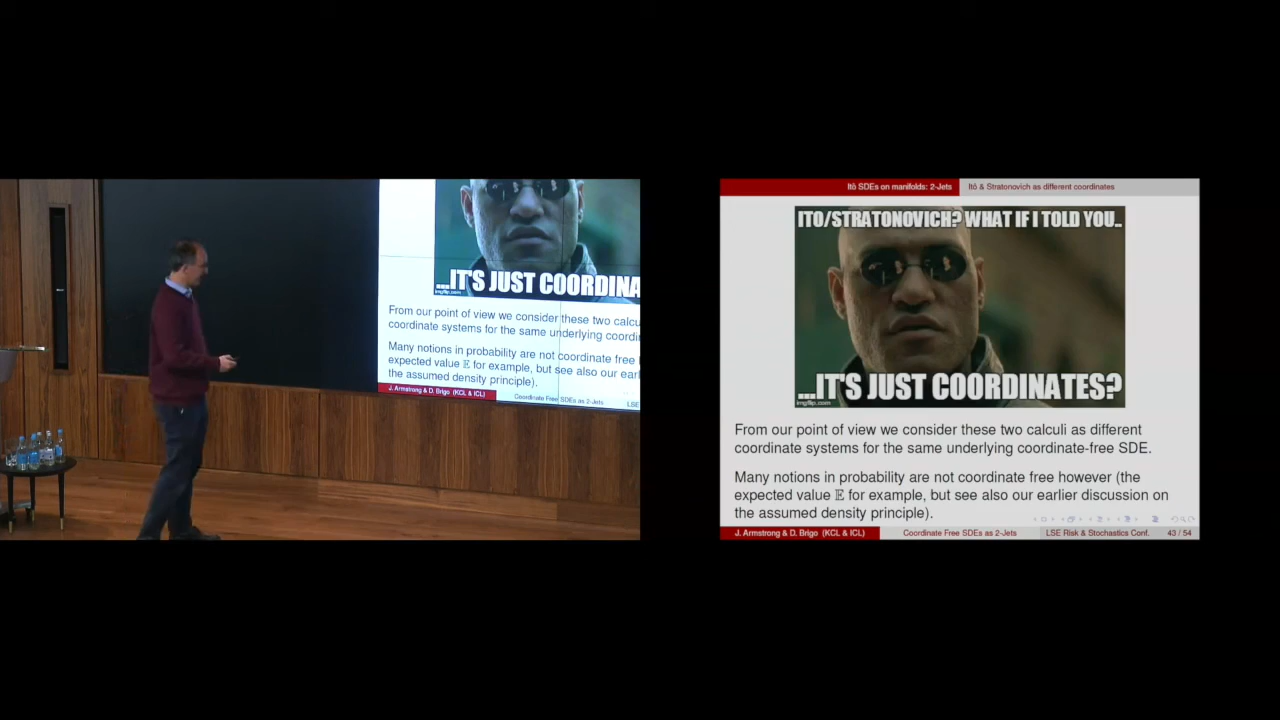 ...IT'S JUST COORDINA
imgflip.com
From our point of view we consider these two calcu
coordinate systems for the same underlying coordi
Many notions in probability are not coordinate free
expected value 𝔼 for example, but see also our earl
the assumed density principle).
J. Armstrong & D. Brigo (KCL & ICL) Coordinate Free SDEs as 2-Jets LSE
Itô SDEs on manifolds: 2-Jets Itô & Stratonovich as different coordinates
ITO/STRATONOVICH? WHAT IF I TOLD YOU..
...IT'S JUST COORDINATES?
imgflip.com
From our point of view we consider these two calculi as different
coordinate systems for the same underlying coordinate-free SDE.
Many notions in probability are not coordinate free however (the
expected value 𝔼 for example, but see also our earlier discussion on
the assumed density principle).
J. Armstrong & D. Brigo (KCL & ICL) Coordinate Free SDEs as 2-Jets LSE Risk & Stochastics Conf. 43 / 54